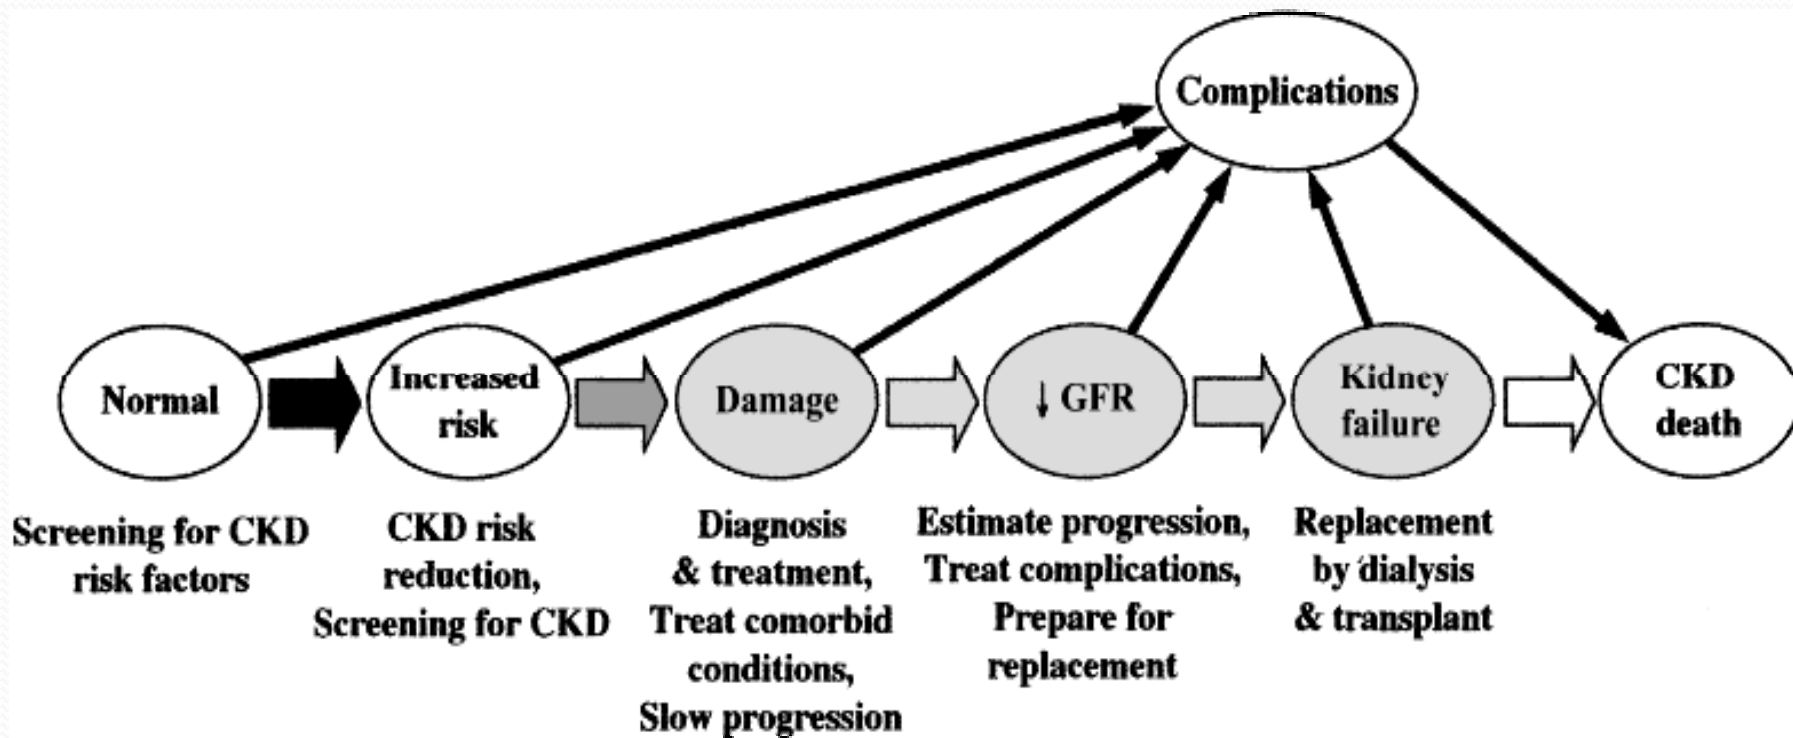 Complications
Normal
Increased
risk
Damage
↓ GFR
Kidney
failure
CKD
death
Screening for CKD
risk factors
CKD risk
reduction,
Screening for CKD
Diagnosis
& treatment,
Treat comorbid
conditions,
Slow progression
Estimate progression,
Treat complications,
Prepare for
replacement
Replacement
by dialysis
& transplant